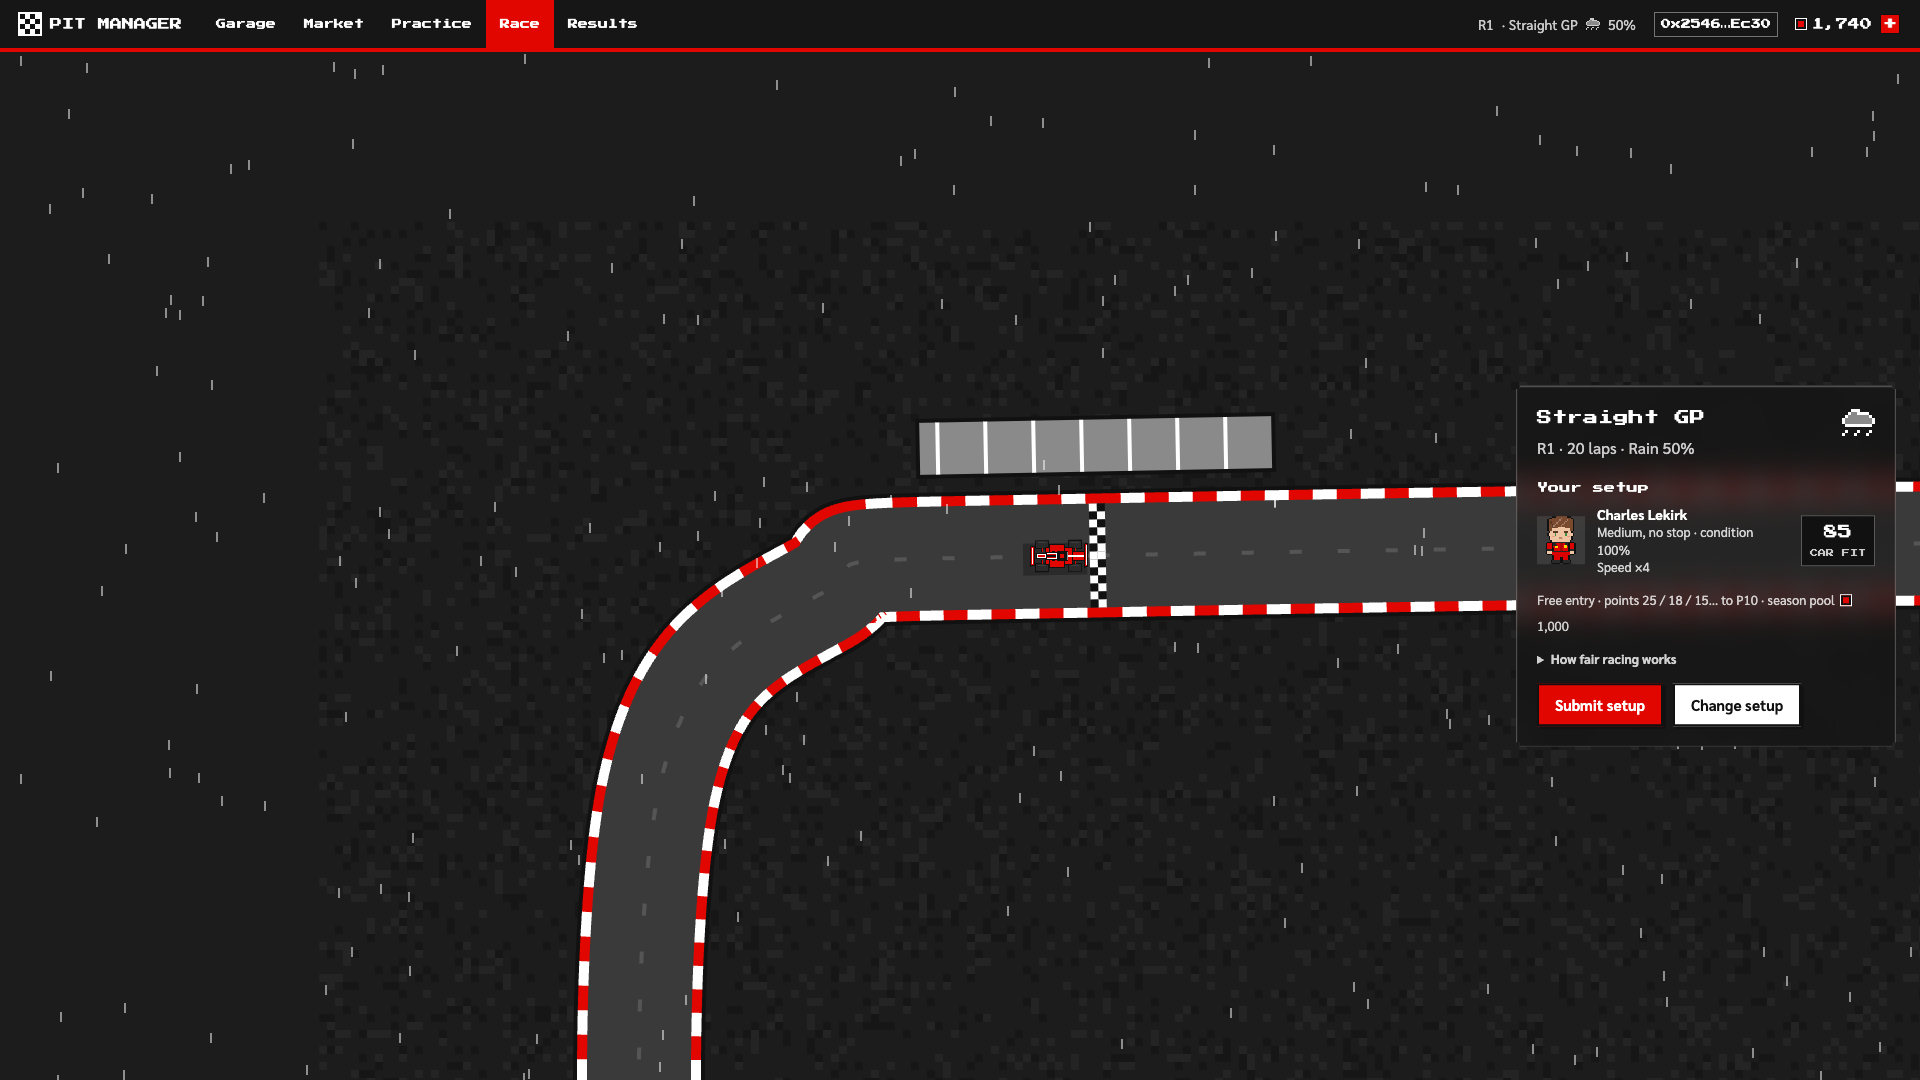 PIT MANAGER Garage Market Practice Race Results R1 · Straight GP 50% 0x2546…Ec30 1,740 +
Straight GP
R1 · 20 laps · Rain 50%
Your setup
Charles Lekirk
Medium, no stop · condition
100%
Speed ×4
85
CAR FIT
Free entry · points 25 / 18 / 15… to P10 · season pool
1,000
How fair racing works
Submit setup Change setup